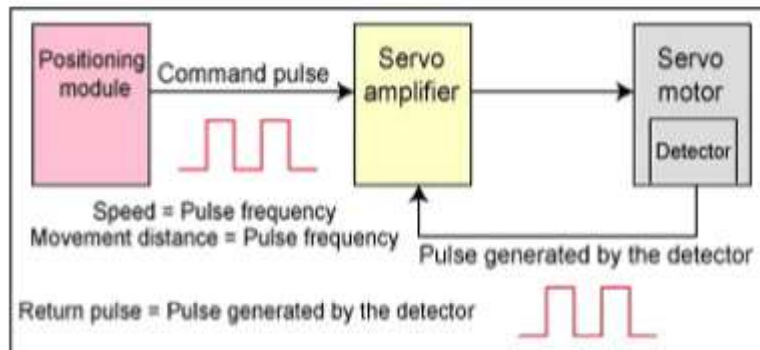 Positioning
module
Command pulse
Servo
amplifier
Servo
motor
Detector
Speed = Pulse frequency
Movement distance = Pulse frequency
Pulse generated by the detector
Return pulse = Pulse generated by the detector